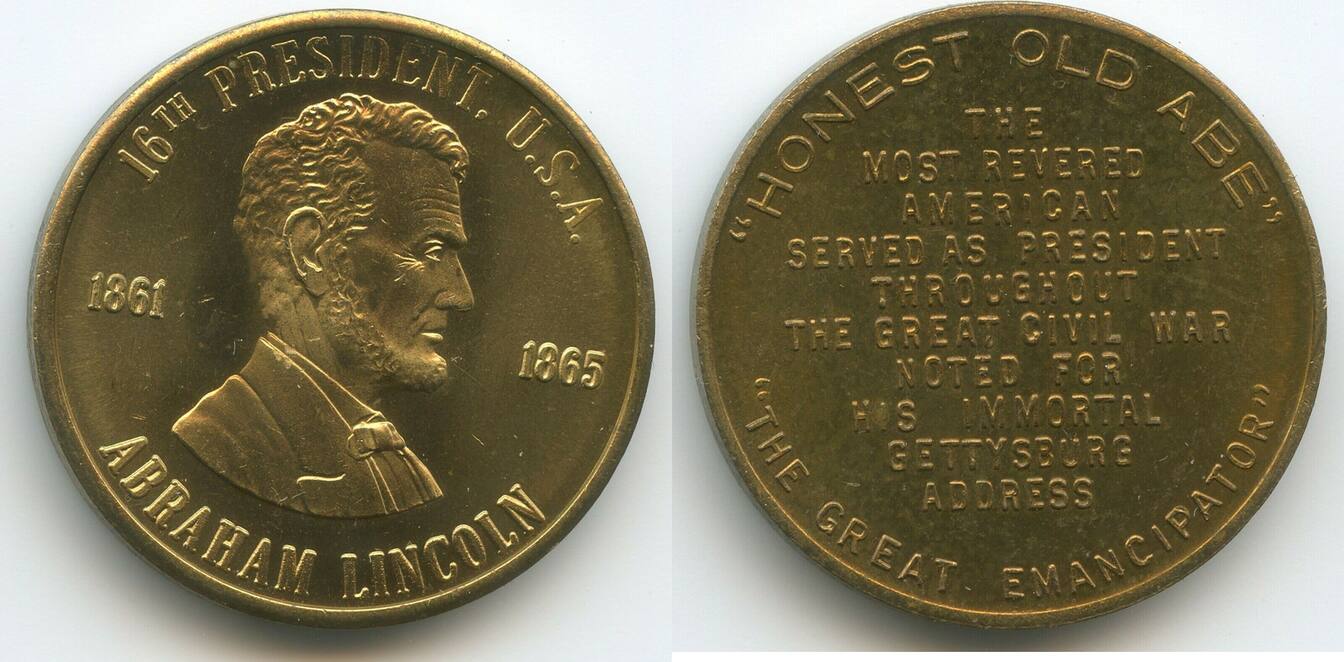 16TH PRESIDENT. U.S.A.
1861
1865
ABRAHAM LINCOLN
"HONEST OLD ABE"
THE
MOST REVERED
AMERICAN
SERVED AS PRESIDENT
THROUGHOUT
THE GREAT CIVIL WAR
NOTED FOR
HIS IMMORTAL
GETTYSBURG
ADDRESS
"THE GREAT EMANCIPATOR"